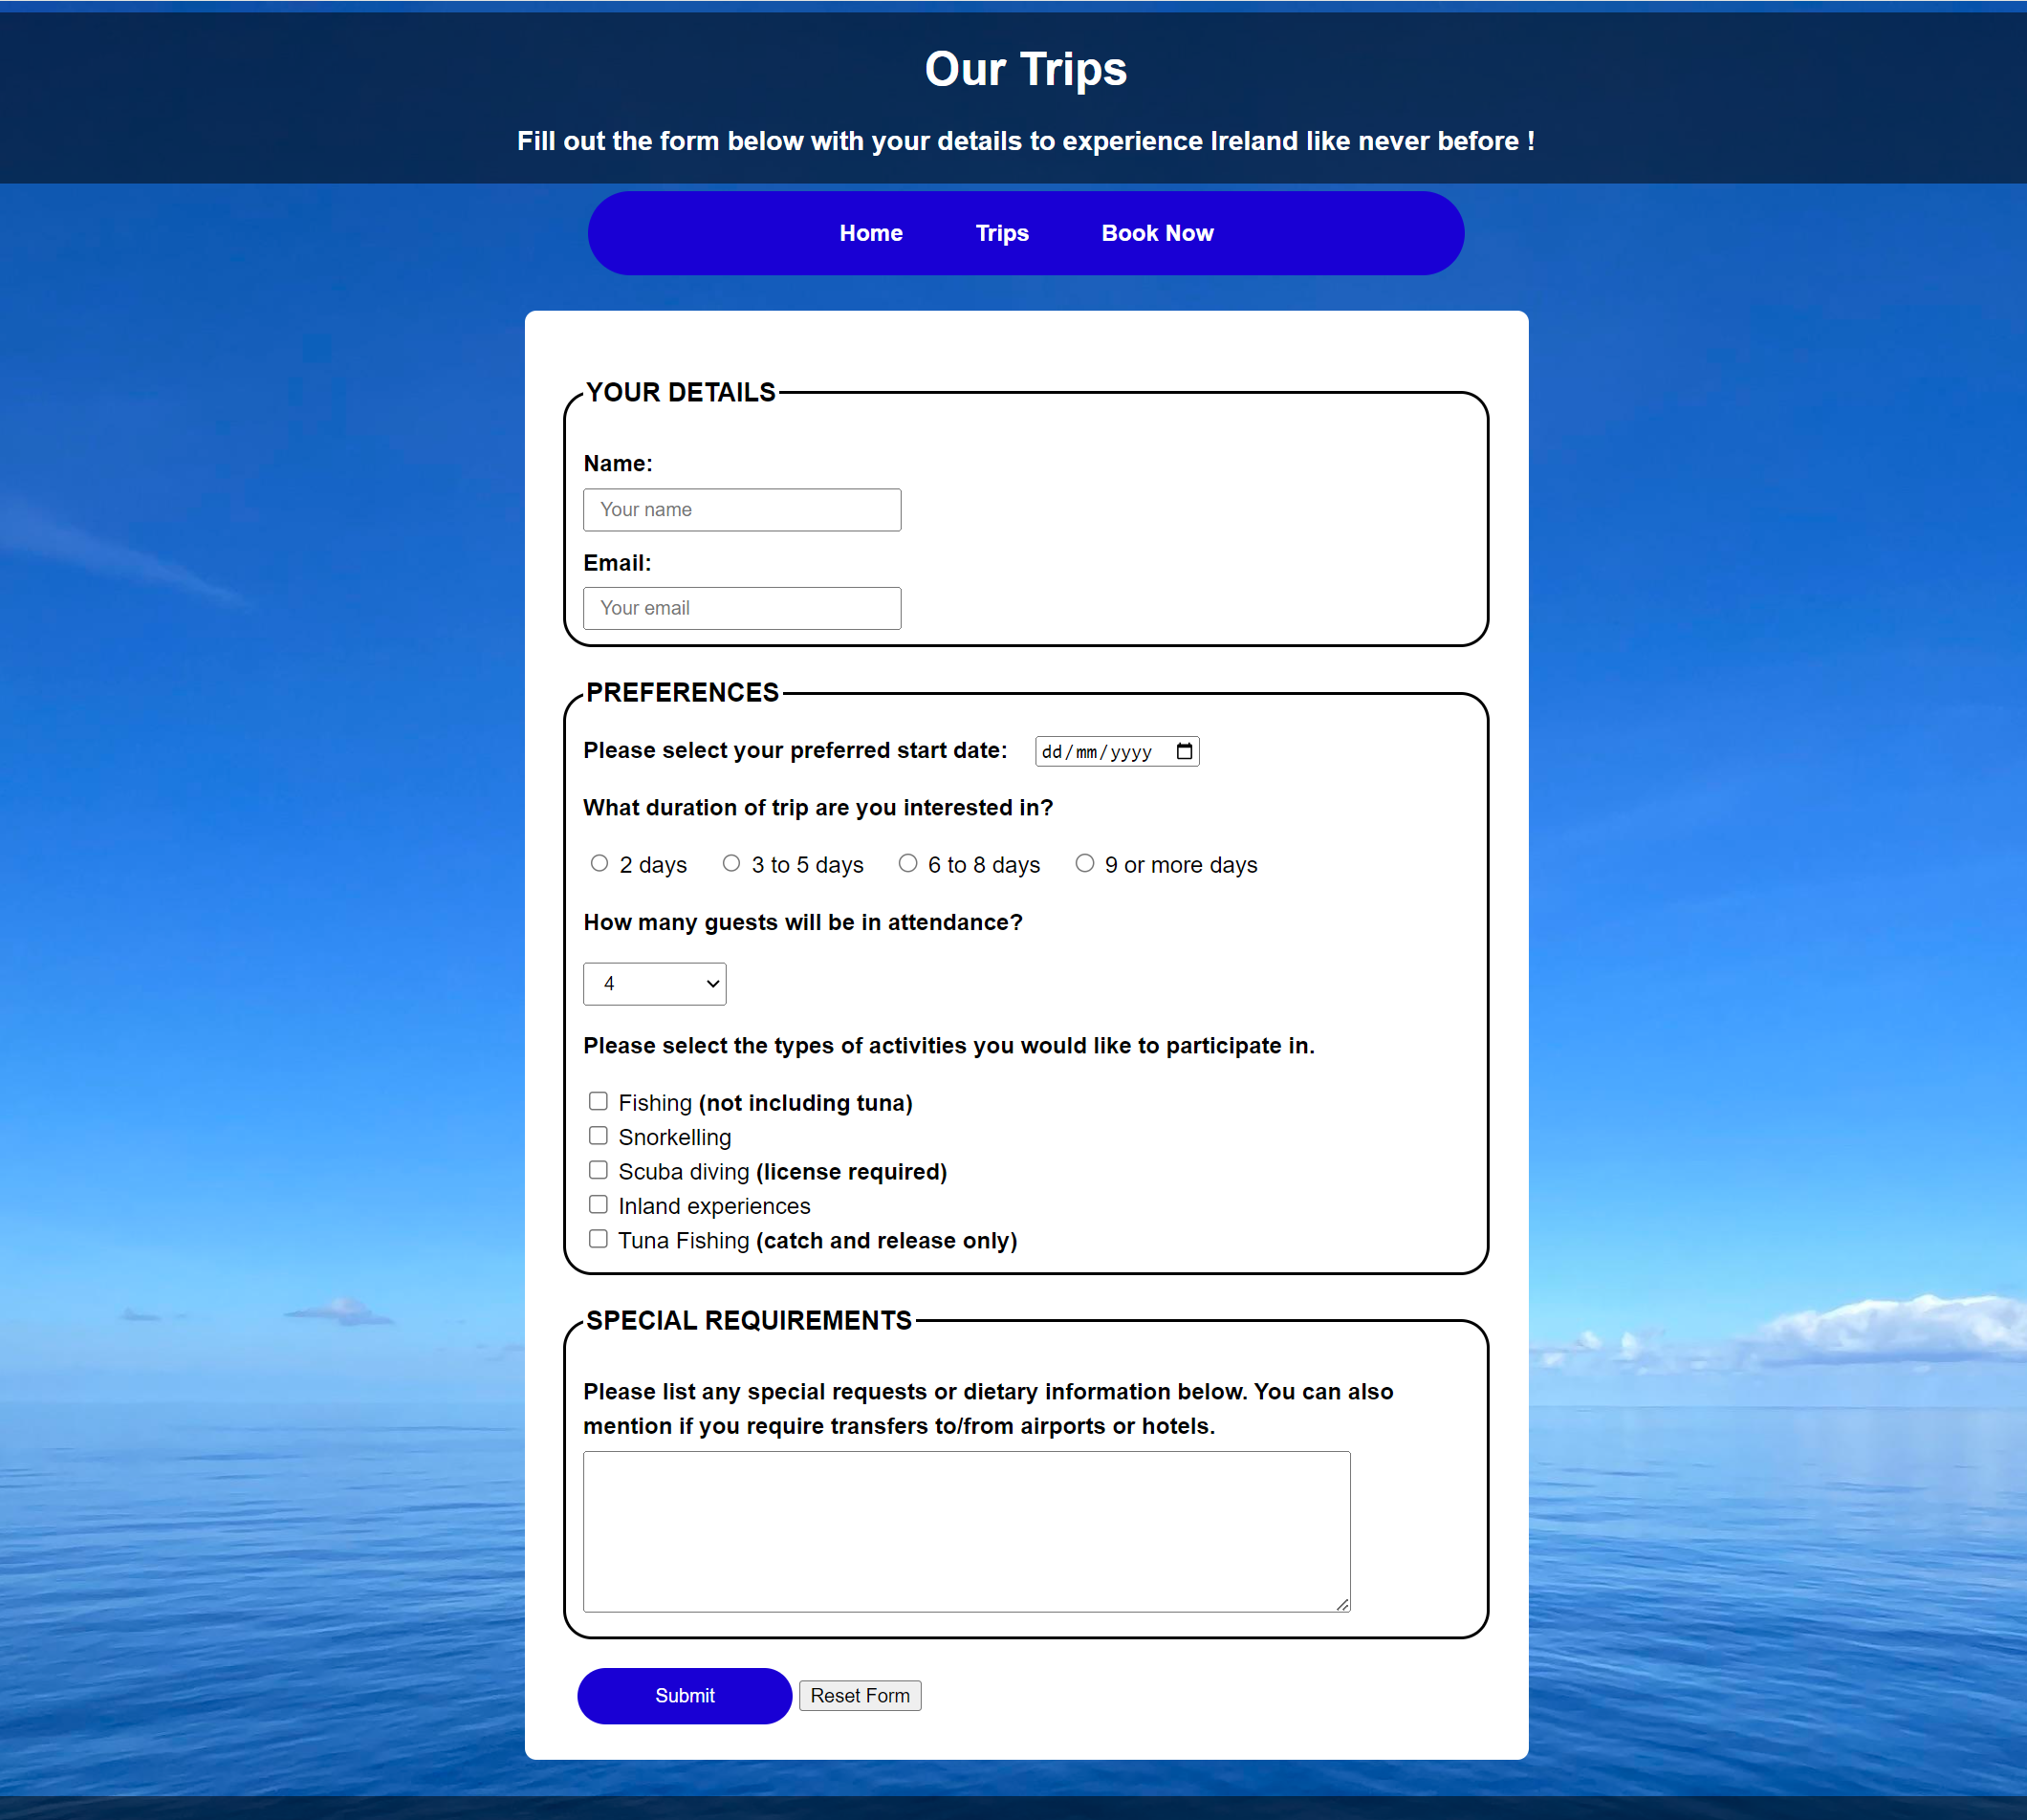 Our Trips
Fill out the form below with your details to experience Ireland like never before !
Home Trips Book Now
YOUR DETAILS
Name:
Your name
Email:
Your email
PREFERENCES
Please select your preferred start date: dd/mm/yyyy
What duration of trip are you interested in?
2 days 3 to 5 days 6 to 8 days 9 or more days
How many guests will be in attendance?
4
Please select the types of activities you would like to participate in.
Fishing (not including tuna)
Snorkelling
Scuba diving (license required)
Inland experiences
Tuna Fishing (catch and release only)
SPECIAL REQUIREMENTS
Please list any special requests or dietary information below. You can also
mention if you require transfers to/from airports or hotels.
Submit Reset Form